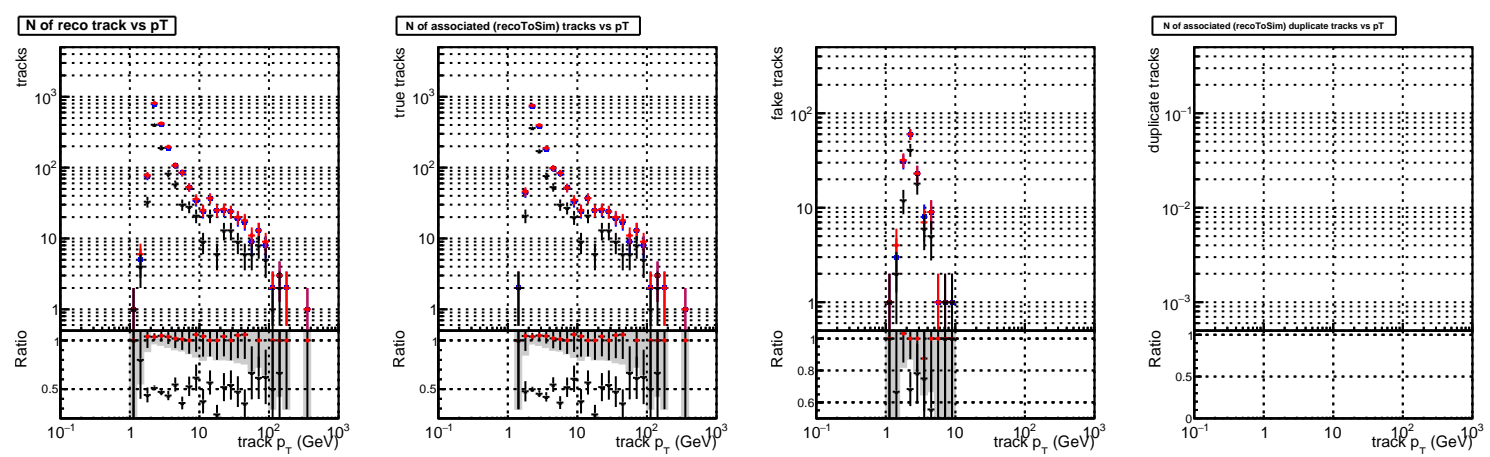 N of reco track vs pT
tracks
10³
10²
10
1
Ratio
1
0.5
10⁻¹ 1 10 10² 10³
track p_T (GeV)
N of associated (recoToSim) tracks vs pT
true tracks
10³
10²
10
1
Ratio
1
0.5
10⁻¹ 1 10 10² 10³
track p_T (GeV)
fake tracks
10²
10
1
Ratio
1
0.8
0.6
10⁻¹ 1 10 10² 10³
track p_T (GeV)
N of associated (recoToSim) duplicate tracks vs pT
duplicate tracks
10⁻¹
10⁻²
10⁻³
Ratio
1
0.5
0
10⁻¹ 1 10 10² 10³
track p_T (GeV)